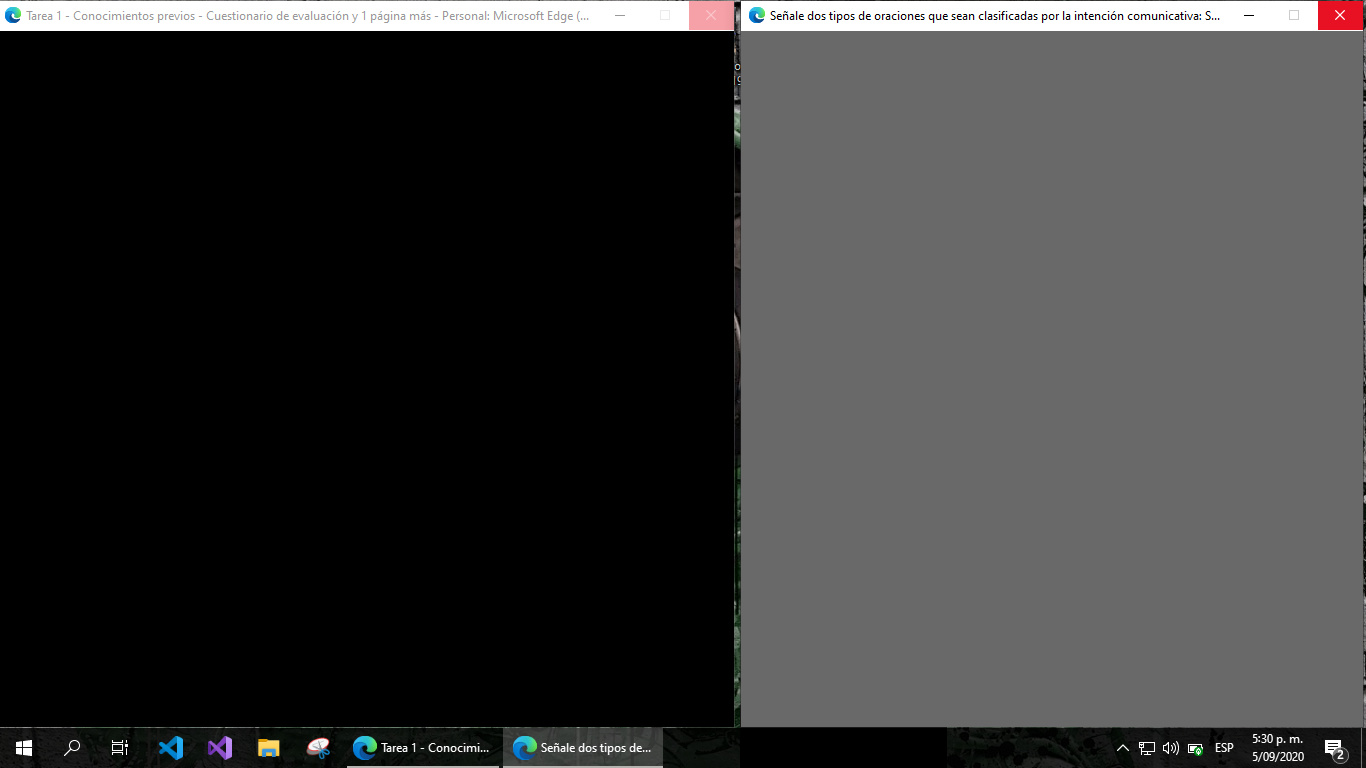 Tarea 1 - Conocimientos previos - Cuestionario de evaluación y 1 página más - Personal: Microsoft Edge (...
Señale dos tipos de oraciones que sean clasificadas por la intención comunicativa: S...
Tarea 1 - Conocimi...
Señale dos tipos de...
ESP
5:30 p. m.
5/09/2020
2